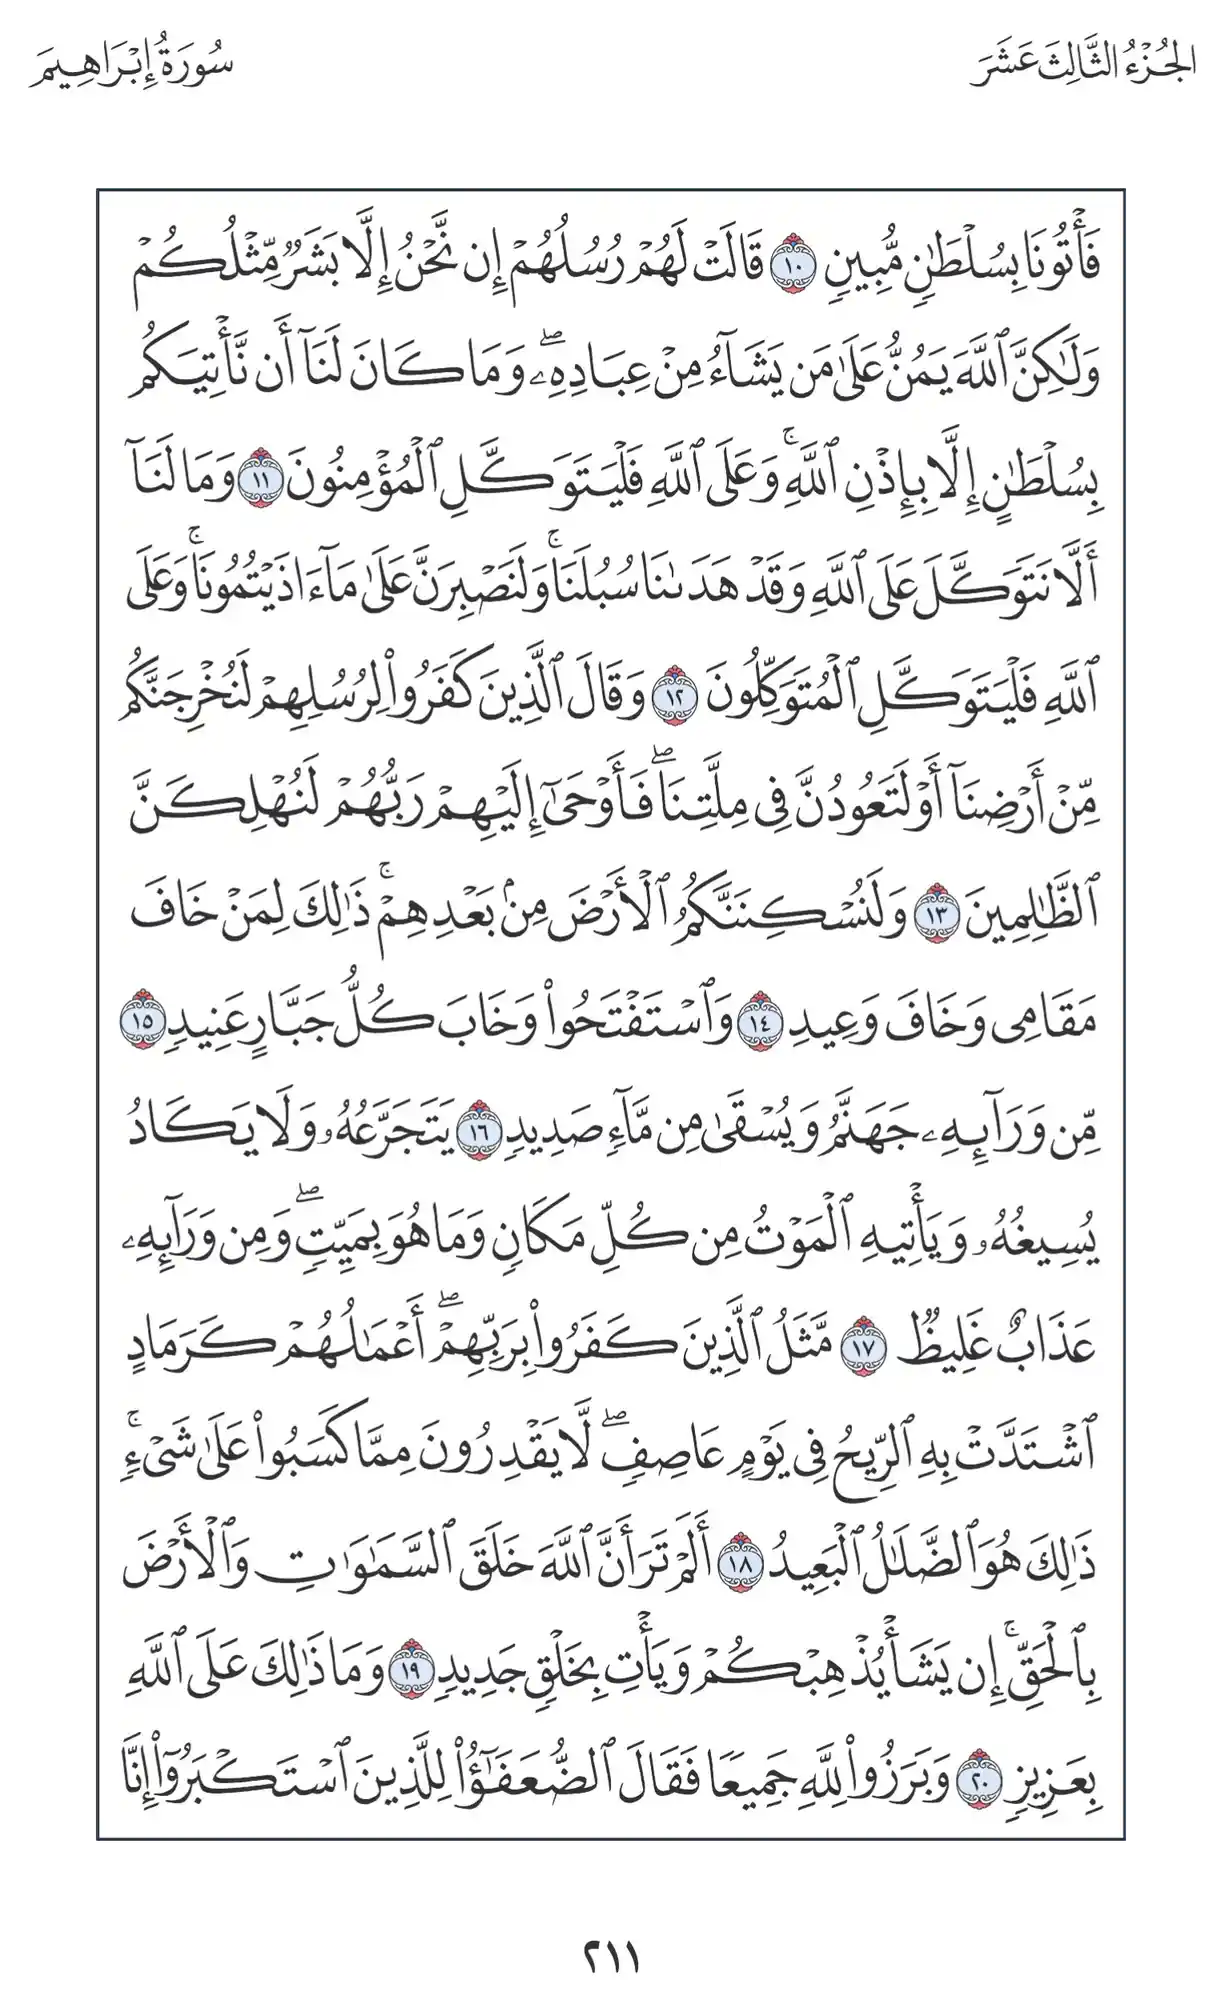 الجُزْءُ الثَّالِثَ عَشَرَ
سُورَةُ إِبْرَاهِيمَ
فَأْتُونَا بِسُلْطَٰنٖ مُّبِينٖ ١٠ قَالَتۡ لَهُمۡ رُسُلُهُمۡ إِن نَّحۡنُ إِلَّا بَشَرٞ مِّثۡلُكُمۡ
وَلَٰكِنَّ ٱللَّهَ يَمُنُّ عَلَىٰ مَن يَشَآءُ مِنۡ عِبَادِهِۦۖ وَمَا كَانَ لَنَآ أَن نَّأۡتِيَكُم
بِسُلۡطَٰنٍ إِلَّا بِإِذۡنِ ٱللَّهِۚ وَعَلَى ٱللَّهِ فَلۡيَتَوَكَّلِ ٱلۡمُؤۡمِنُونَ ١١ وَمَا لَنَآ
أَلَّا نَتَوَكَّلَ عَلَى ٱللَّهِ وَقَدۡ هَدَىٰنَا سُبُلَنَاۚ وَلَنَصۡبِرَنَّ عَلَىٰ مَآ ءَاذَيۡتُمُونَاۚ وَعَلَى
ٱللَّهِ فَلۡيَتَوَكَّلِ ٱلۡمُتَوَكِّلُونَ ١٢ وَقَالَ ٱلَّذِينَ كَفَرُواْ لِرُسُلِهِمۡ لَنُخۡرِجَنَّكُم
مِّنۡ أَرۡضِنَآ أَوۡ لَتَعُودُنَّ فِي مِلَّتِنَاۖ فَأَوۡحَىٰٓ إِلَيۡهِمۡ رَبُّهُمۡ لَنُهۡلِكَنَّ
ٱلظَّٰلِمِينَ ١٣ وَلَنُسۡكِنَنَّكُمُ ٱلۡأَرۡضَ مِنۢ بَعۡدِهِمۡۚ ذَٰلِكَ لِمَنۡ خَافَ
مَقَامِي وَخَافَ وَعِيدِ ١٤ وَٱسۡتَفۡتَحُواْ وَخَابَ كُلُّ جَبَّارٍ عَنِيدٖ ١٥
مِّن وَرَآئِهِۦ جَهَنَّمُ وَيُسۡقَىٰ مِن مَّآءٖ صَدِيدٖ ١٦ يَتَجَرَّعُهُۥ وَلَا يَكَادُ
يُسِيغُهُۥ وَيَأۡتِيهِ ٱلۡمَوۡتُ مِن كُلِّ مَكَانٖ وَمَا هُوَ بِمَيِّتٖۖ وَمِن وَرَآئِهِۦ
عَذَابٌ غَلِيظٞ ١٧ مَّثَلُ ٱلَّذِينَ كَفَرُواْ بِرَبِّهِمۡۖ أَعۡمَٰلُهُمۡ كَرَمَادٍ
ٱشۡتَدَّتۡ بِهِ ٱلرِّيحُ فِي يَوۡمٍ عَاصِفٖۖ لَّا يَقۡدِرُونَ مِمَّا كَسَبُواْ عَلَىٰ شَيۡءٖۚ
ذَٰلِكَ هُوَ ٱلضَّلَٰلُ ٱلۡبَعِيدُ ١٨ أَلَمۡ تَرَ أَنَّ ٱللَّهَ خَلَقَ ٱلسَّمَٰوَٰتِ وَٱلۡأَرۡضَ
بِٱلۡحَقِّۚ إِن يَشَأۡ يُذۡهِبۡكُمۡ وَيَأۡتِ بِخَلۡقٖ جَدِيدٖ ١٩ وَمَا ذَٰلِكَ عَلَى ٱللَّهِ
بِعَزِيزٖ ٢٠ وَبَرَزُواْ لِلَّهِ جَمِيعٗا فَقَالَ ٱلضُّعَفَٰٓؤُاْ لِلَّذِينَ ٱسۡتَكۡبَرُوٓاْ إِنَّا
٢١١